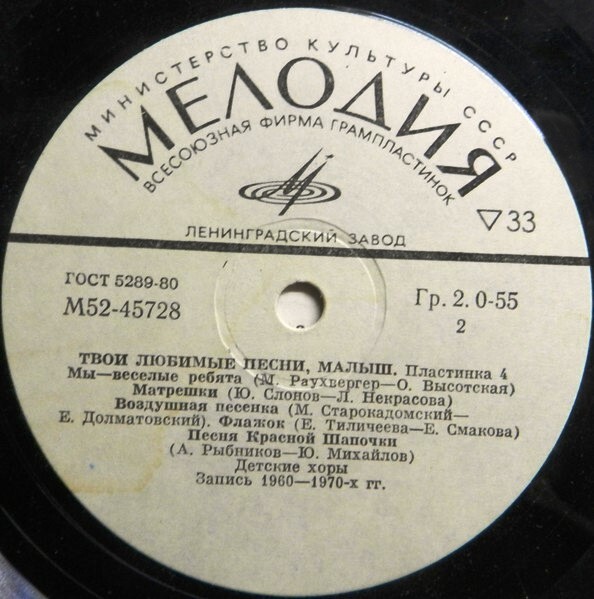 МИНИСТЕРСТВО КУЛЬТУРЫ СССР
МЕЛОДИЯ
ВСЕСОЮЗНАЯ ФИРМА ГРАМПЛАСТИНОК
▽33
ЛЕНИНГРАДСКИЙ ЗАВОД
ГОСТ 5289-80
М52-45728
Гр. 2. 0-55
2
ТВОИ ЛЮБИМЫЕ ПЕСНИ, МАЛЫШ. Пластинка 4
Мы—веселые ребята (М. Раухвергер—О. Высотская)
Матрешки (Ю. Слонов—Л. Некрасова)
Воздушная песенка (М. Старокадомский—
Е. Долматовский). Флажок (Е. Тиличеева—Е. Смакова)
Песня Красной Шапочки
(А. Рыбников—Ю. Михайлов)
Детские хоры
Запись 1960—1970-х гг.